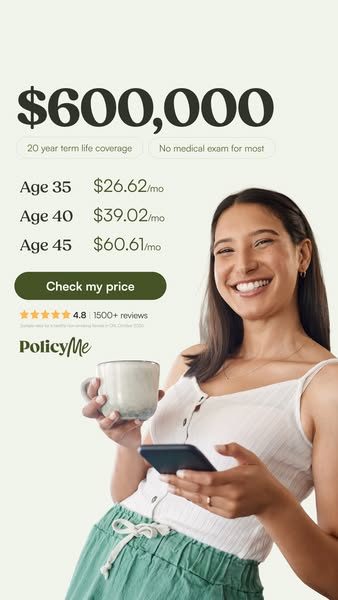 $600,000
20 year term life coverage
No medical exam for most
Age 35 $26.62/mo
Age 40 $39.02/mo
Age 45 $60.61/mo
Check my price
4.8 | 1500+ reviews
PolicyMe